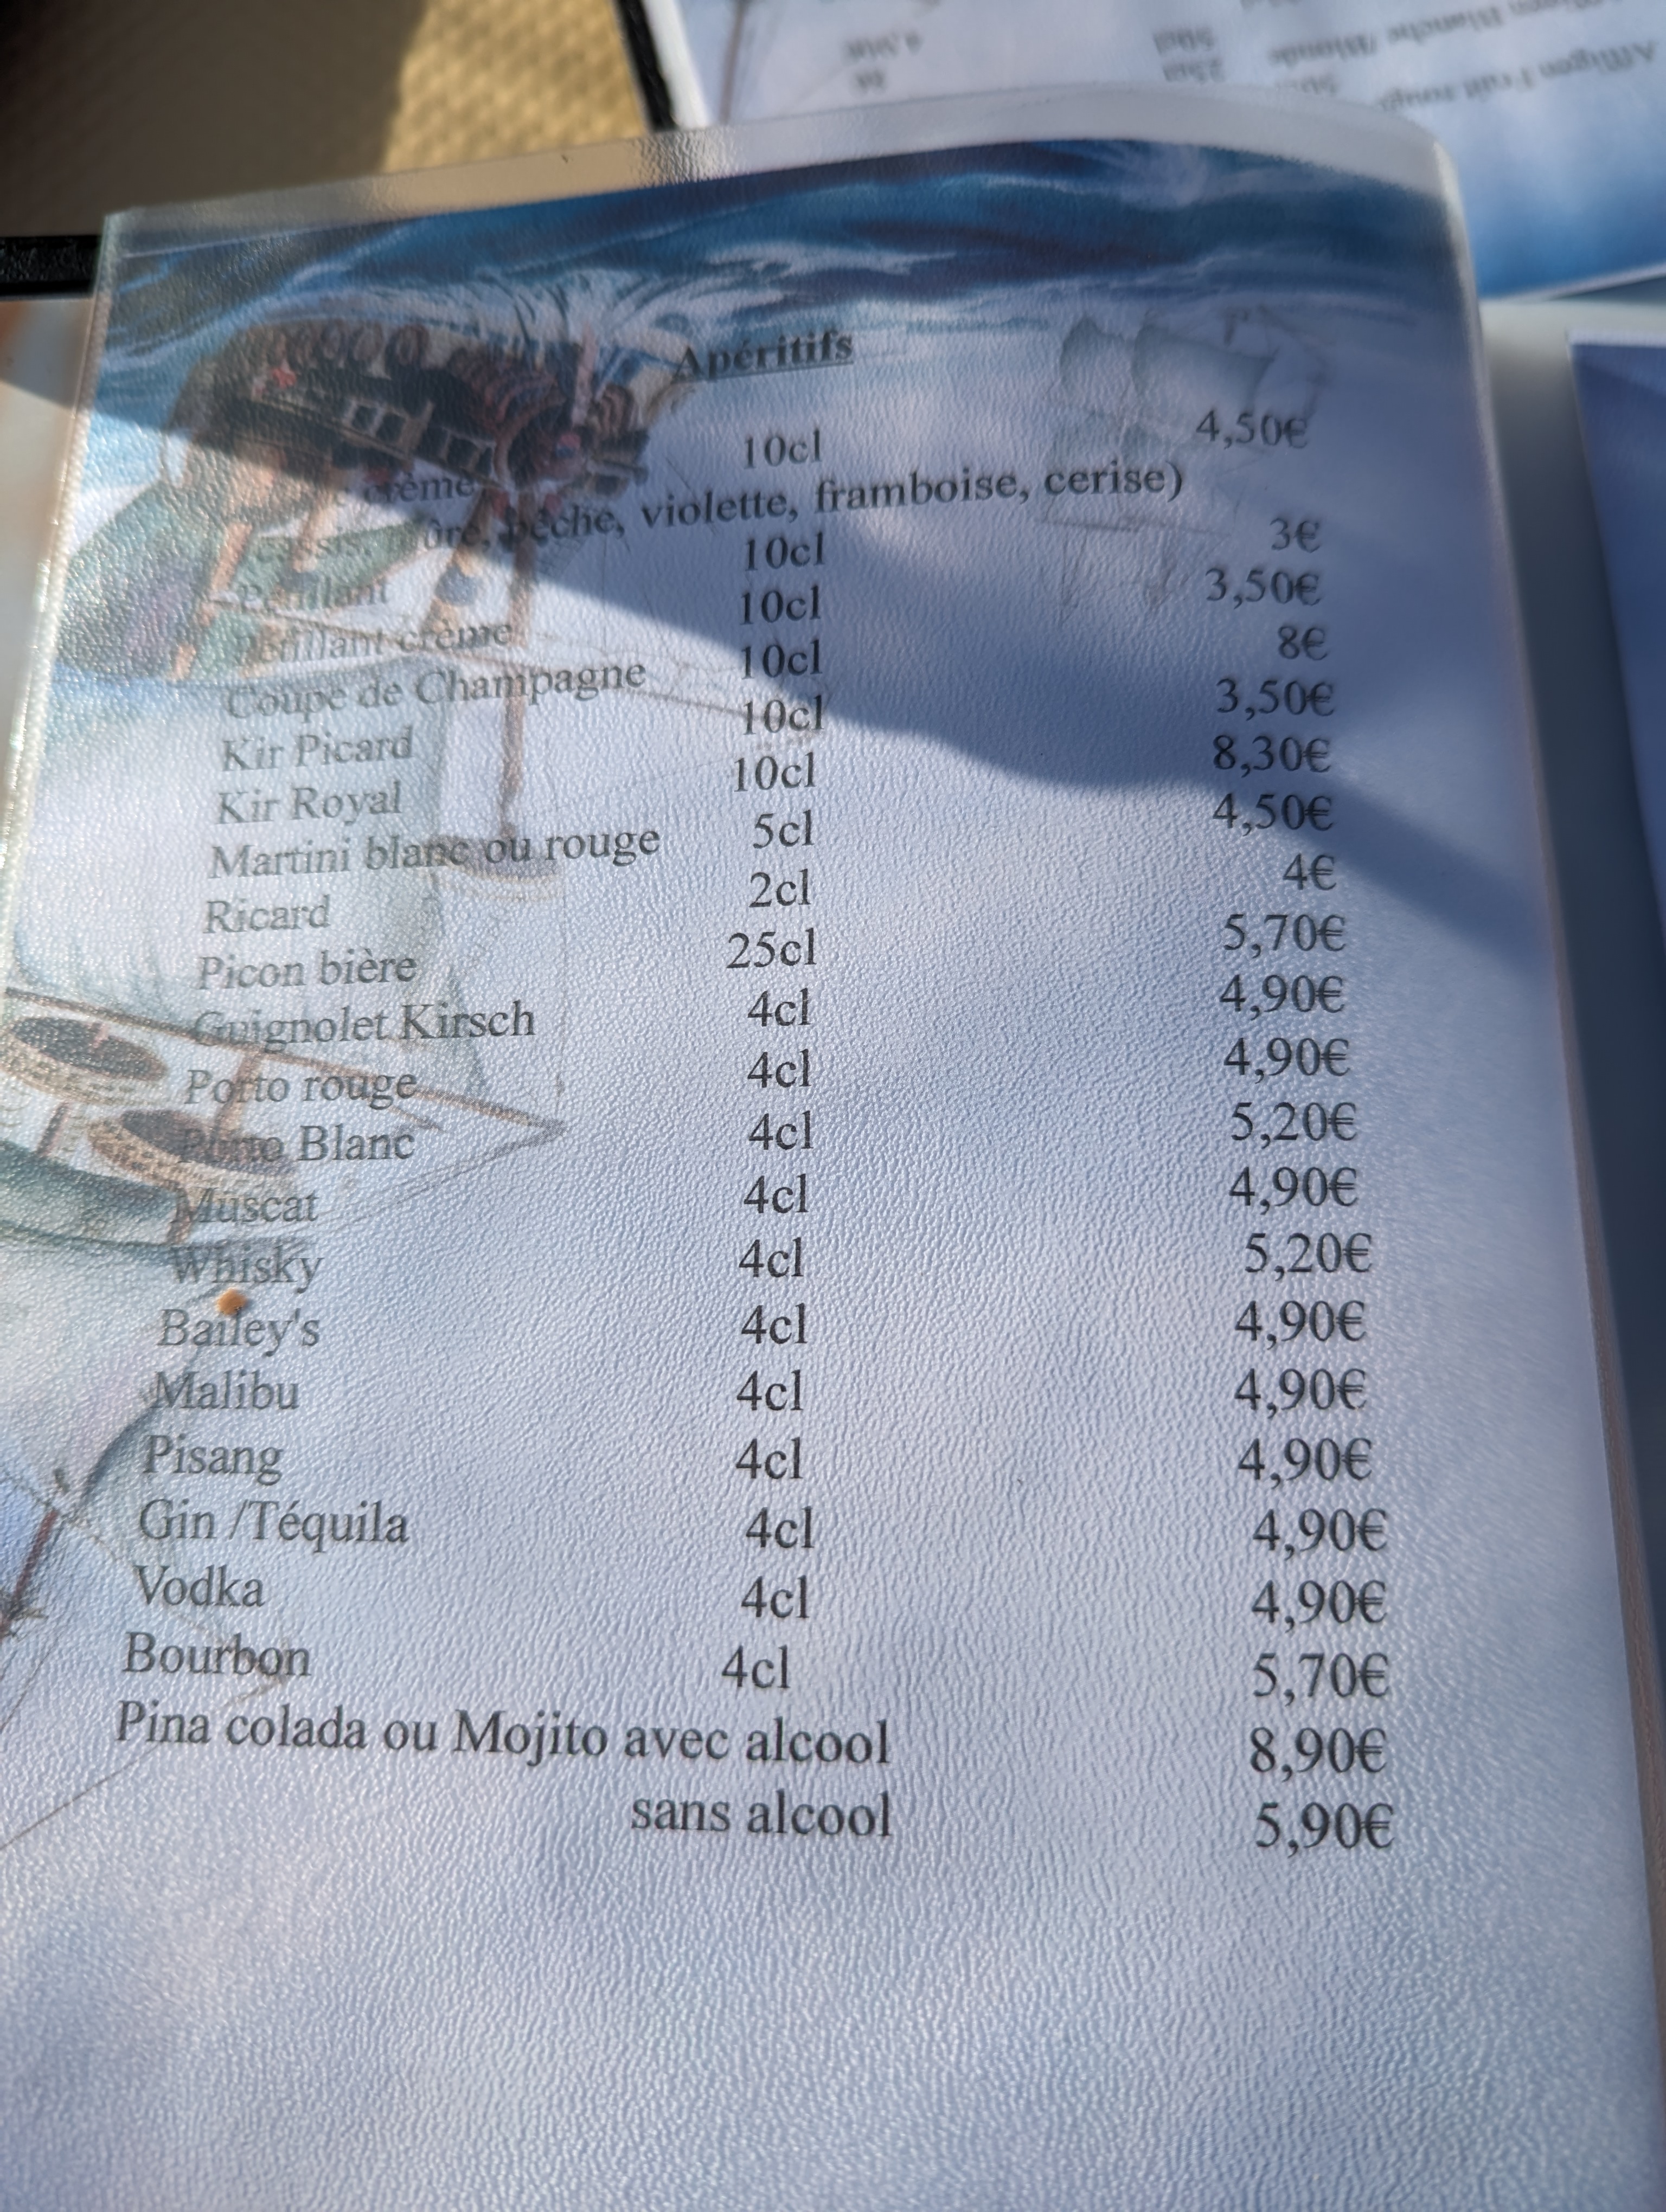 Apéritifs
crème 10cl 4,50€
pêche, violette, framboise, cerise)
Pétillant 10cl 3€
Pétillant crème 10cl 3,50€
Coupe de Champagne 10cl 8€
Kir Picard 10cl 3,50€
Kir Royal 10cl 8,30€
Martini blanc ou rouge 5cl 4,50€
Ricard 2cl 4€
Picon bière 25cl 5,70€
Guignolet Kirsch 4cl 4,90€
Porto rouge 4cl 4,90€
Porto Blanc 4cl 5,20€
Muscat 4cl 4,90€
Whisky 4cl 5,20€
Bailey's 4cl 4,90€
Malibu 4cl 4,90€
Pisang 4cl 4,90€
Gin /Téquila 4cl 4,90€
Vodka 4cl 4,90€
Bourbon 4cl 5,70€
Pina colada ou Mojito avec alcool 8,90€
sans alcool 5,90€